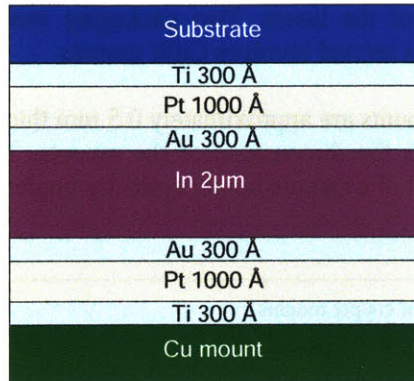 Substrate
Ti 300 Å
Pt 1000 Å
Au 300 Å
In 2μm
Au 300 Å
Pt 1000 Å
Ti 300 Å
Cu mount